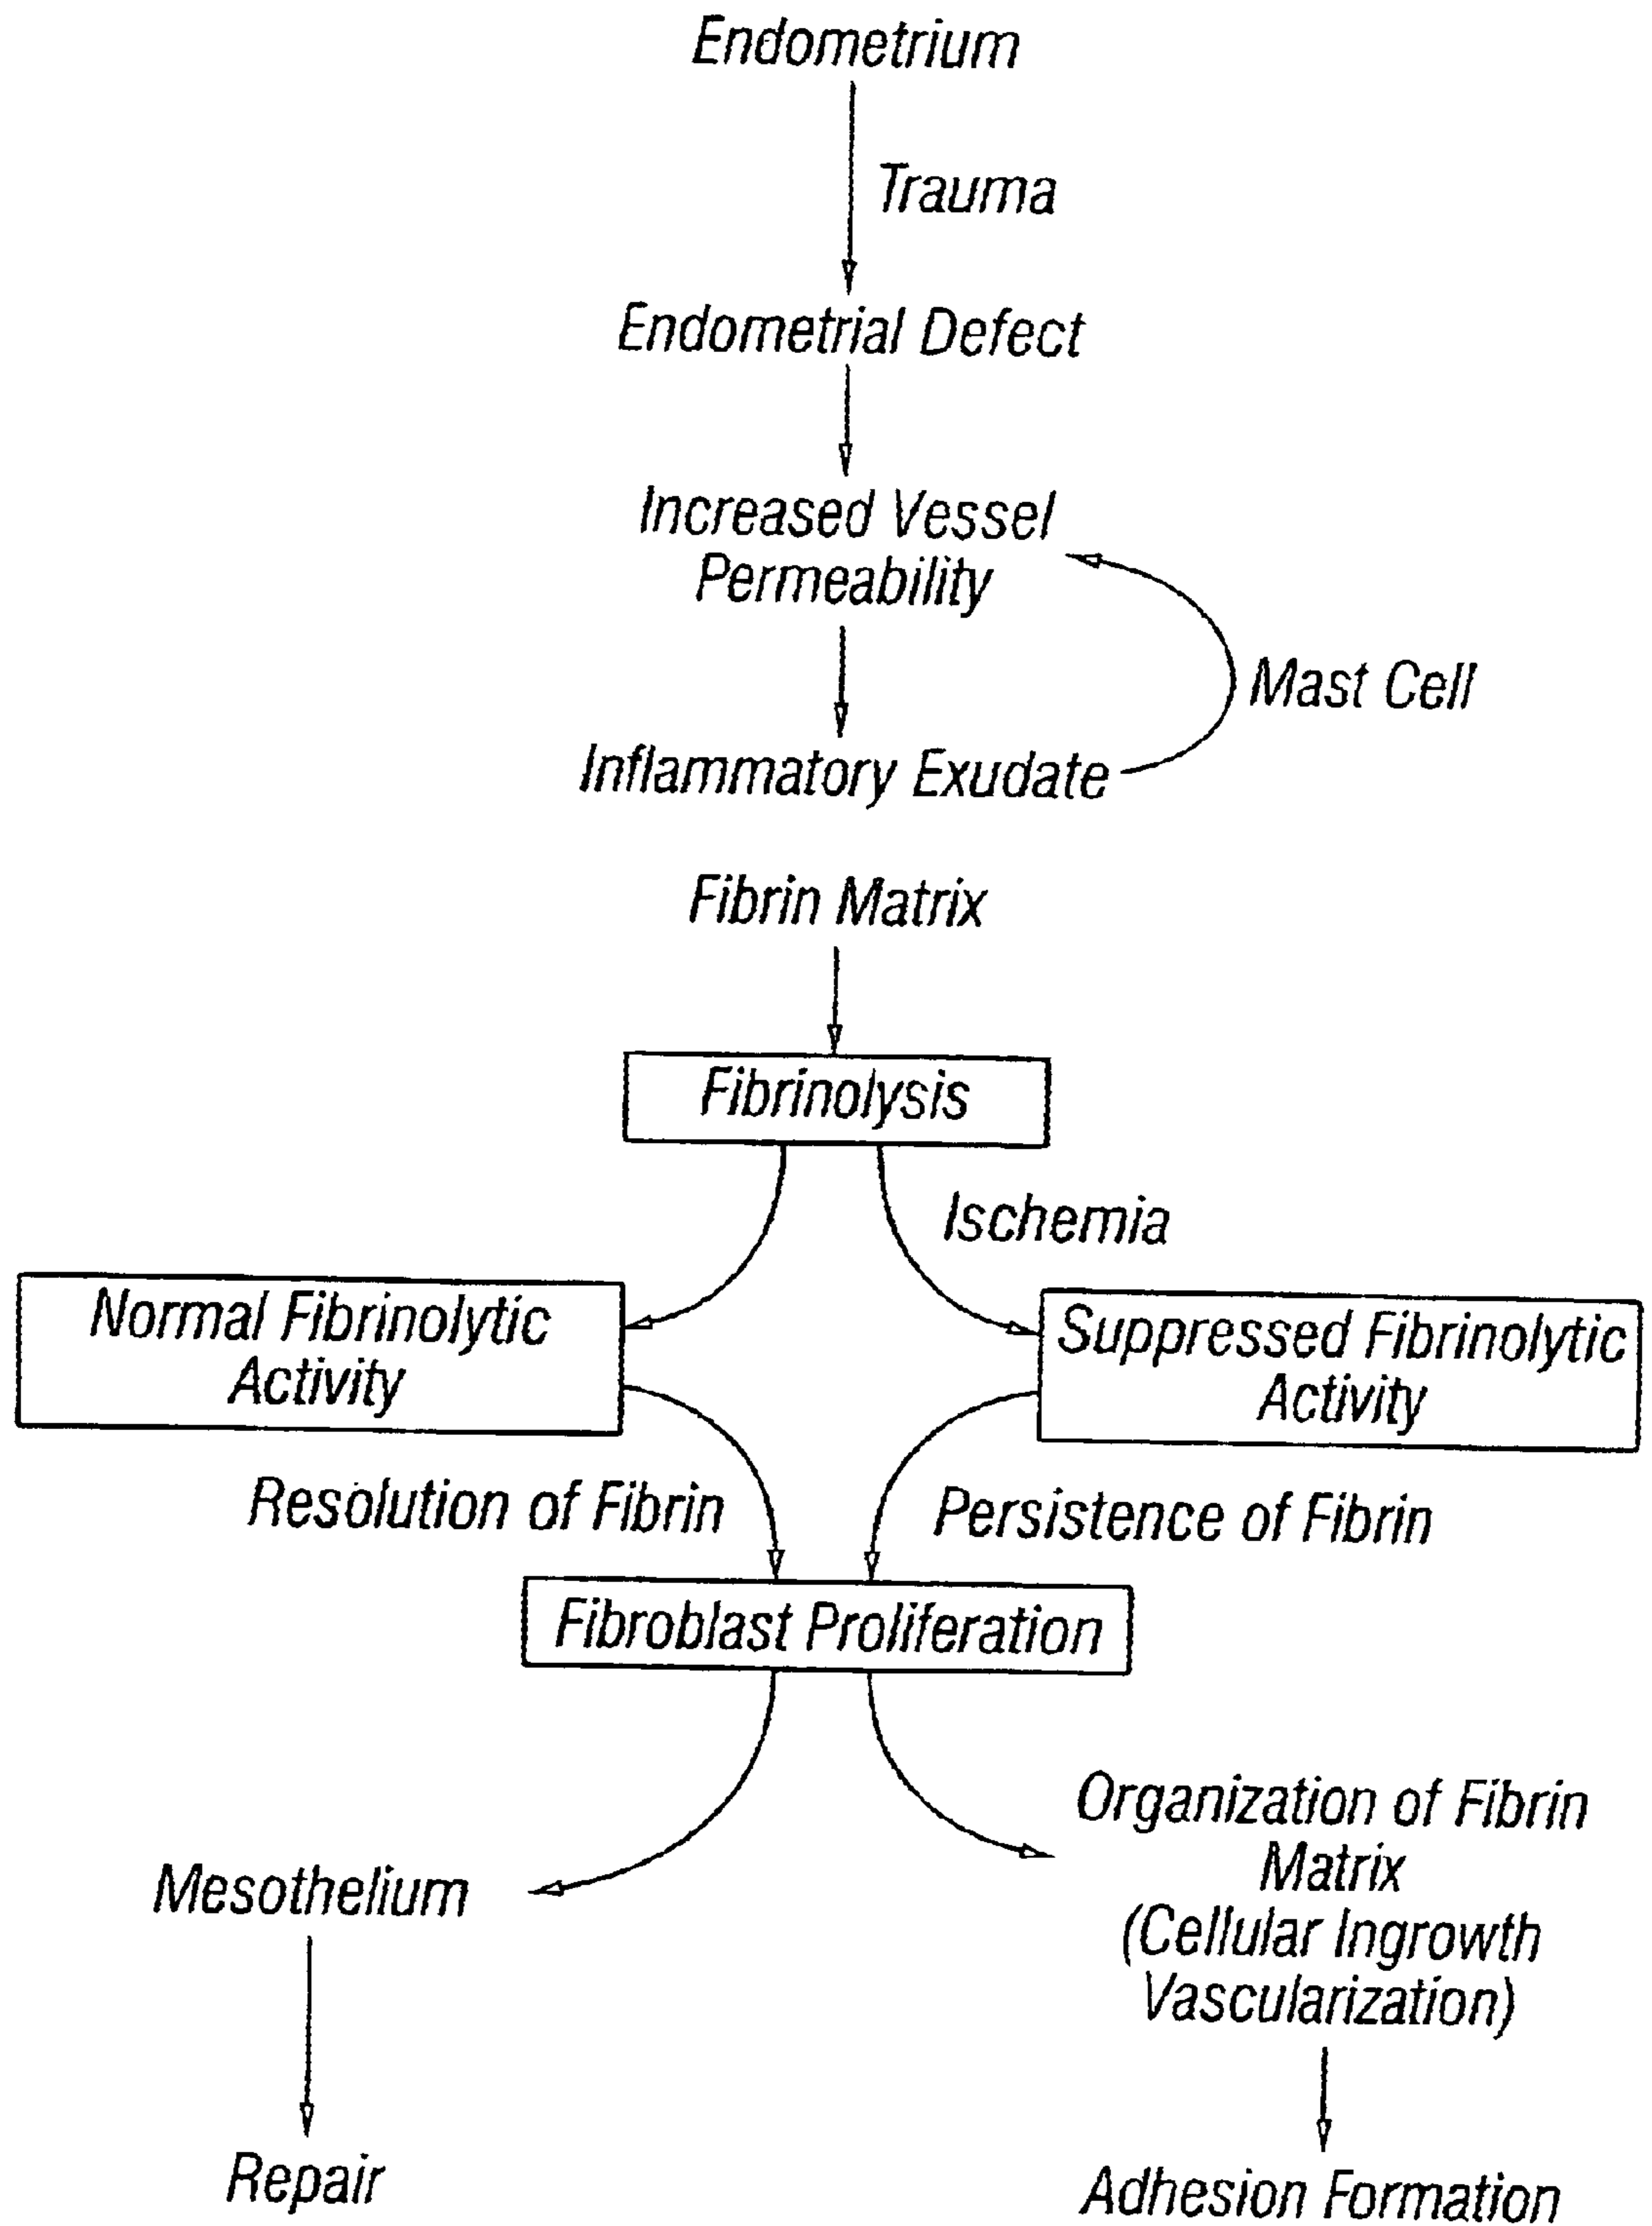 Endometrium
Trauma
Endometrial Defect
Increased Vessel
Permeability
Mast Cell
Inflammatory Exudate
Fibrin Matrix
Fibrinolysis
Ischemia
Normal Fibrinolytic
Activity
Suppressed Fibrinolytic
Activity
Resolution of Fibrin
Persistence of Fibrin
Fibroblast Proliferation
Organization of Fibrin
Matrix
(Cellular Ingrowth
Vascularization)
Mesothelium
Repair
Adhesion Formation